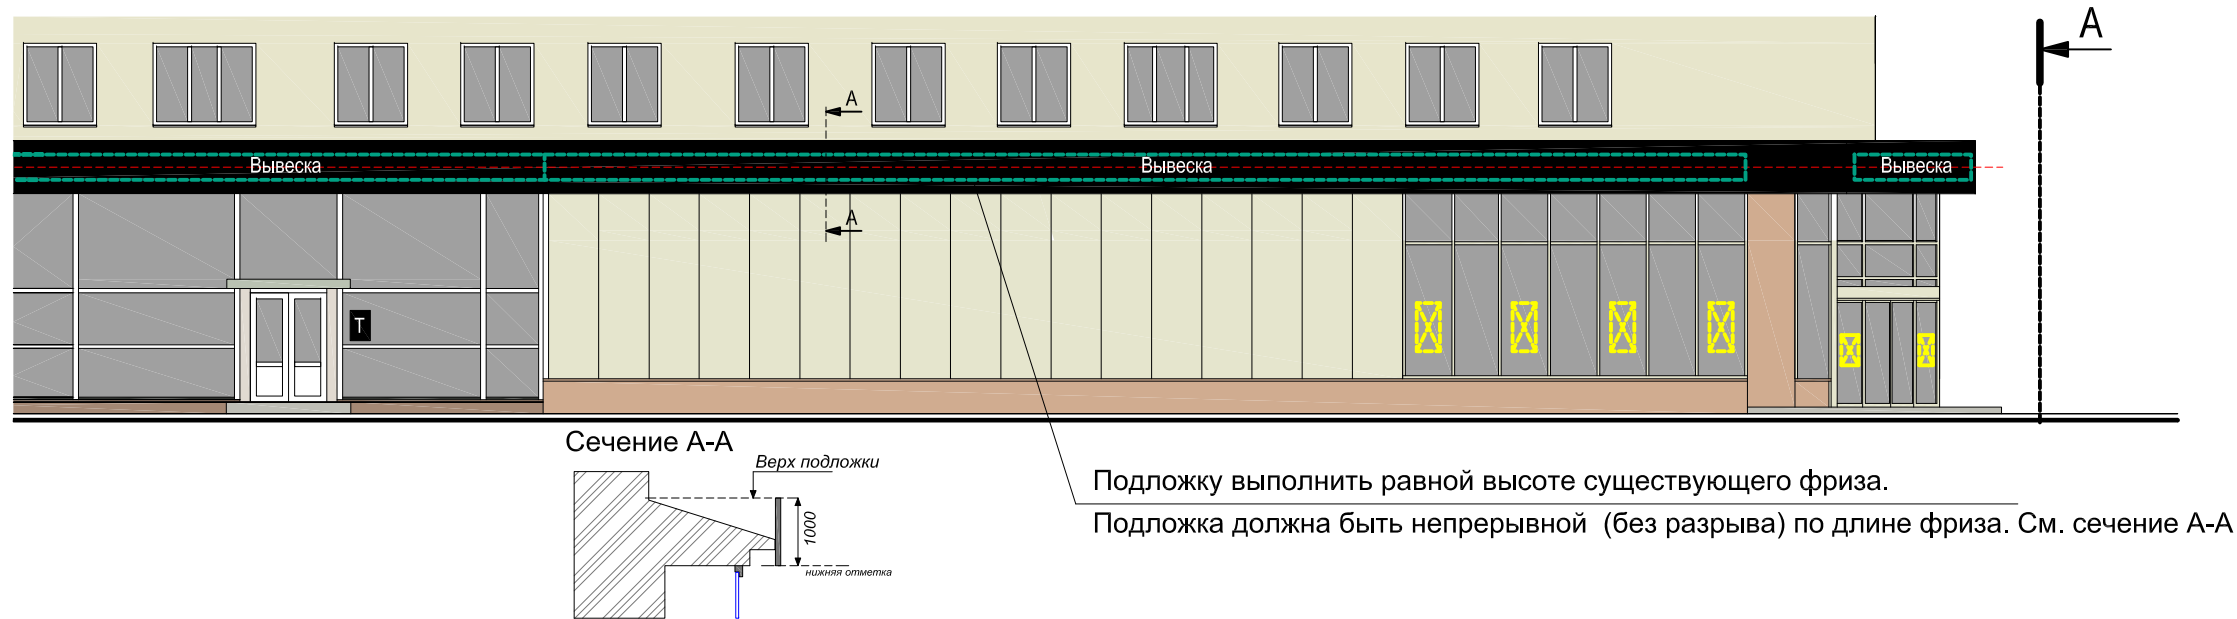 А
А
Вывеска
Вывеска
Вывеска
А
Т
Сечение А-А
Верх подложки
1000
нижняя отметка
Подложку выполнить равной высоте существующего фриза.
Подложка должна быть непрерывной (без разрыва) по длине фриза. См. сечение А-А